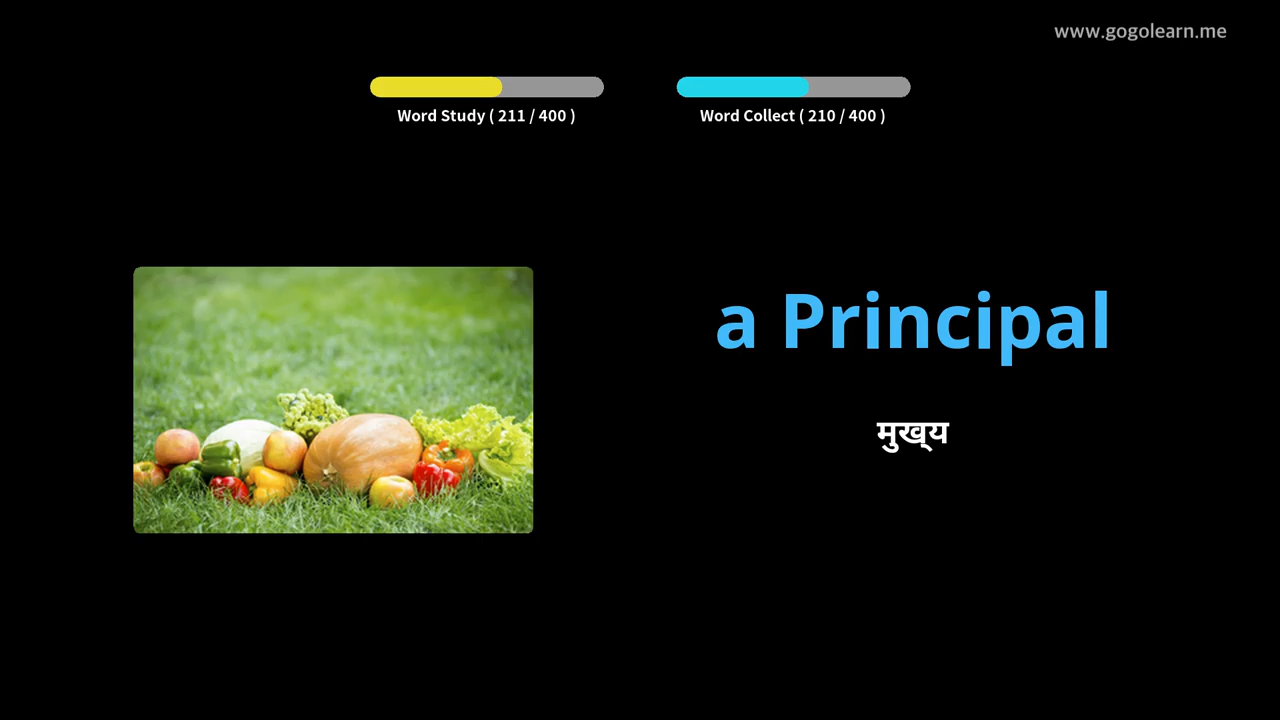 www.gogolearn.me
Word Study ( 211 / 400 )
Word Collect ( 210 / 400 )
a Principal
मुख्य